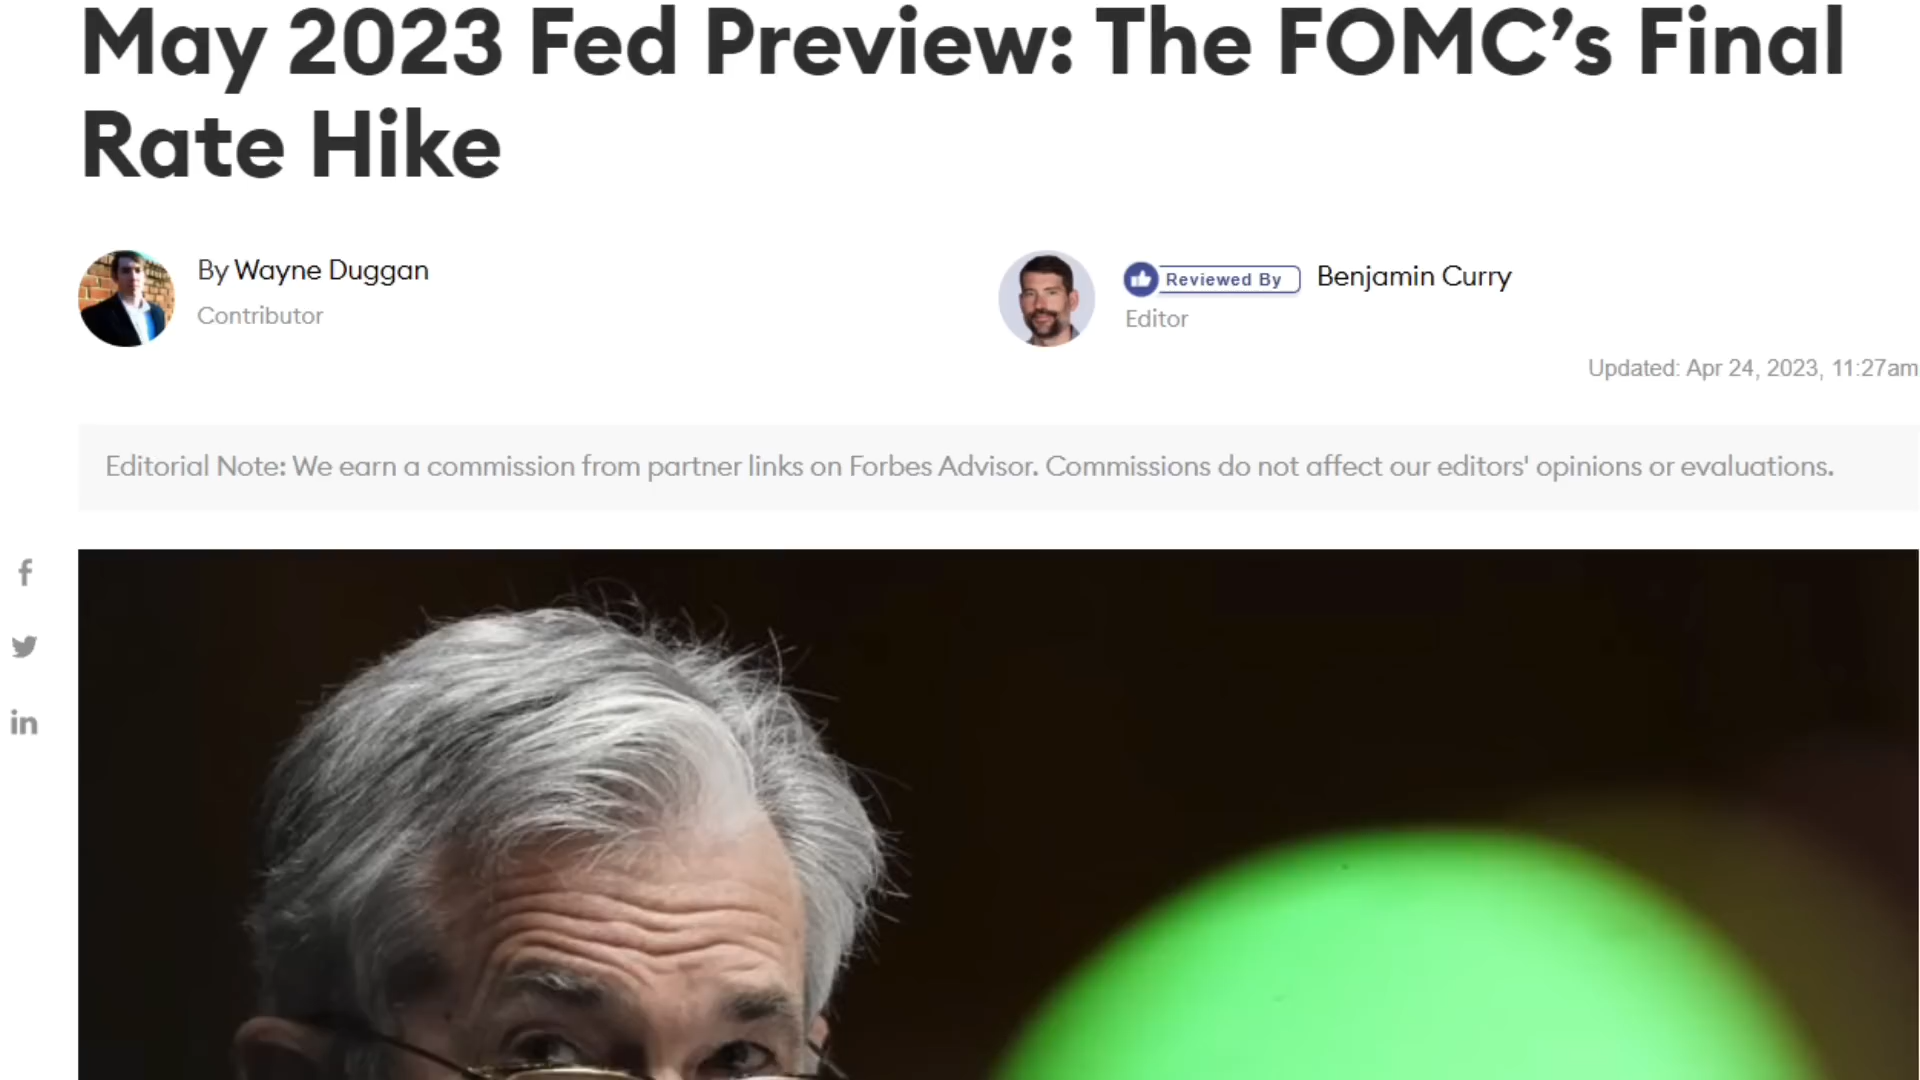 May 2023 Fed Preview: The FOMC’s Final
Rate Hike
By Wayne Duggan
Contributor
Reviewed By Benjamin Curry
Editor
Updated: Apr 24, 2023, 11:27am
Editorial Note: We earn a commission from partner links on Forbes Advisor. Commissions do not affect our editors' opinions or evaluations.
f
in